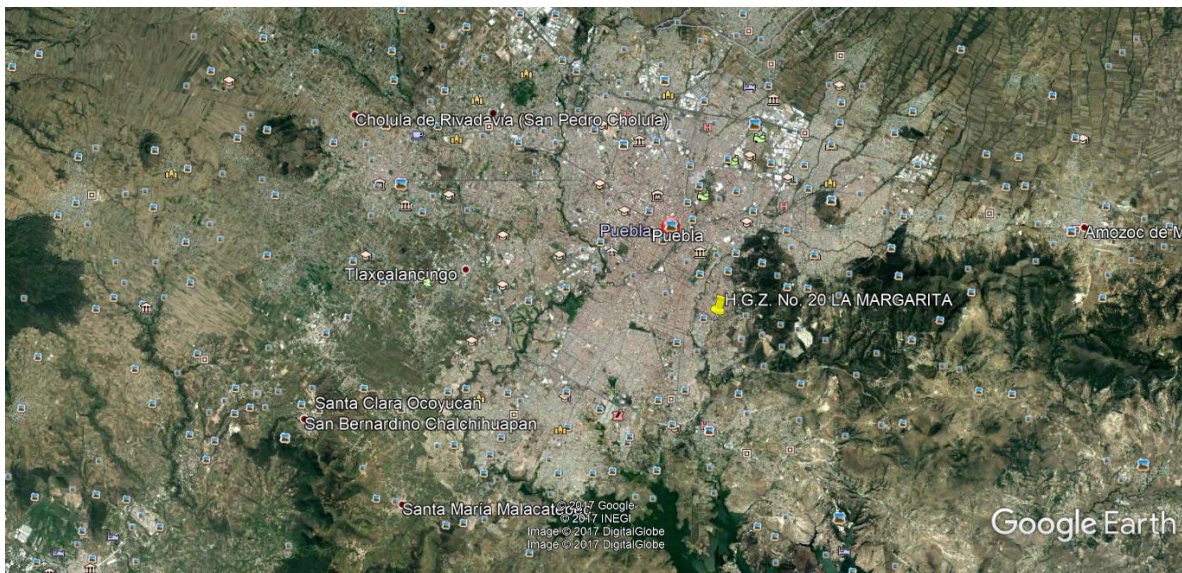 Cholula de Rivadavia (San Pedro Cholula)
Puebla
Puebla
Amozoc de M
Tlaxcalancingo
H.G.Z. No. 20 LA MARGARITA
Santa Clara Ocoyucan
San Bernardino Chalchihuapan
Santa María Malacatepec
© 2017 Google
© 2017 INEGI
Image © 2017 DigitalGlobe
Image © 2017 DigitalGlobe
Google Earth